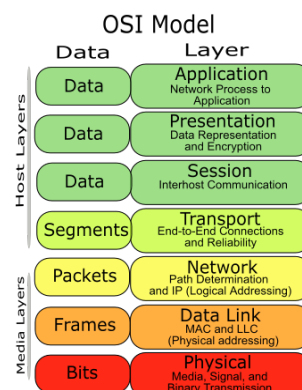 OSI Model
Data Layer
Host Layers
Data
Application
Network Process to
Application
Data
Presentation
Data Representation
and Encryption
Data
Session
Interhost Communication
Segments
Transport
End-to-End Connections
and Reliability
Media Layers
Packets
Network
Path Determination
and IP (Logical Addressing)
Frames
Data Link
MAC and LLC
(Physical addressing)
Bits
Physical
Media, Signal, and
Binary Transmission